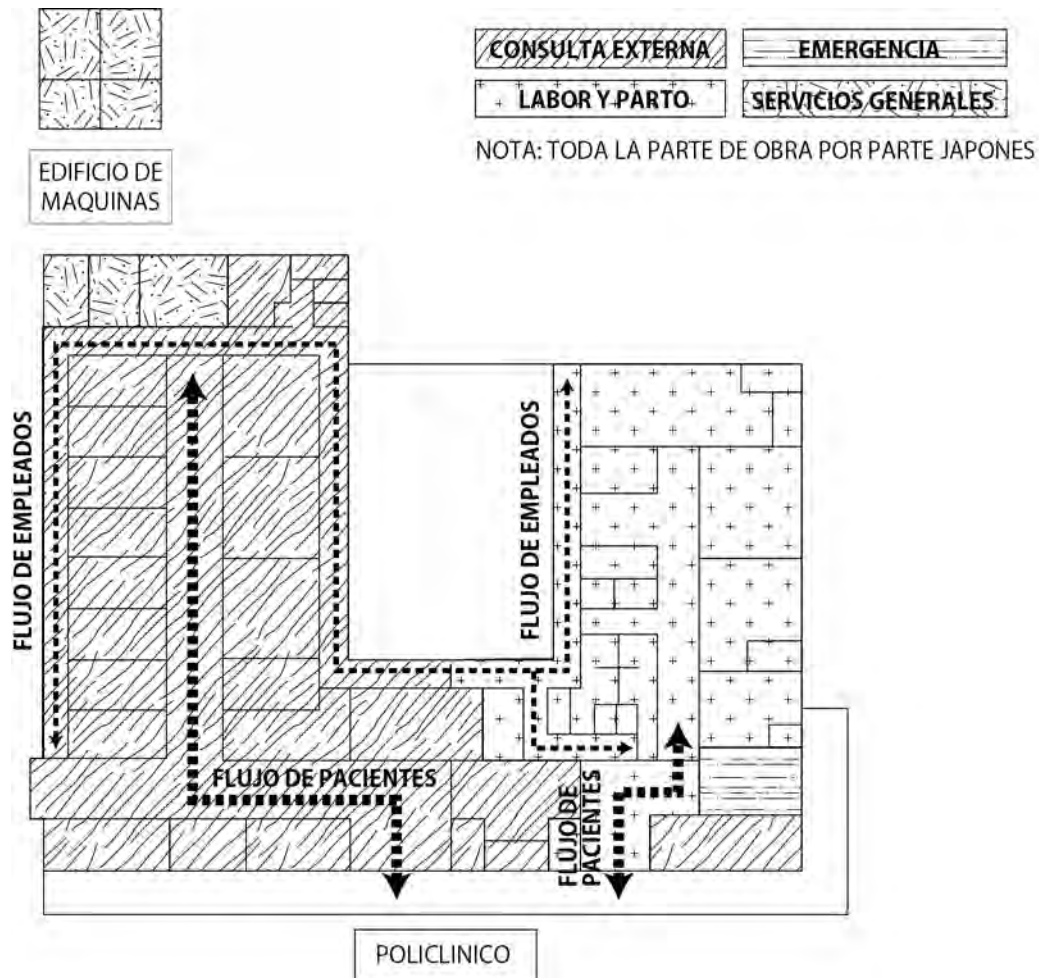 CONSULTA EXTERNA
EMERGENCIA
LABOR Y PARTO
SERVICIOS GENERALES
NOTA: TODA LA PARTE DE OBRA POR PARTE JAPONES
EDIFICIO DE
MAQUINAS
FLUJO DE EMPLEADOS
FLUJO DE EMPLEADOS
FLUJO DE PACIENTES
FLUJO DE
PACIENTES
POLICLINICO